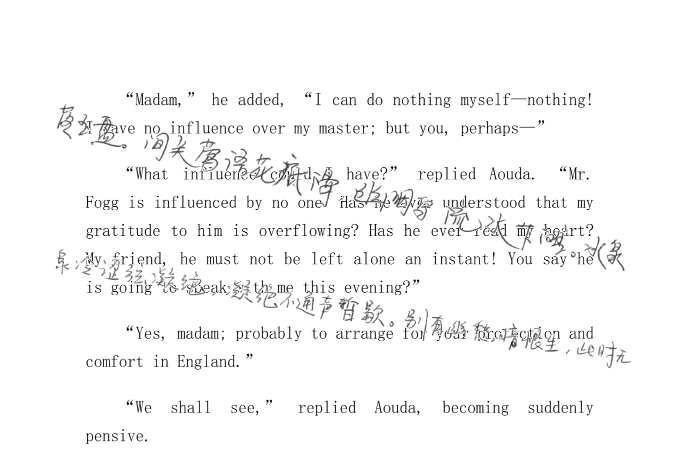 “Madam,” he added, “I can do nothing myself—nothing!
I have no influence over my master; but you, perhaps—”
盘。间关莺语花底滑，幽咽泉流冰下难。冰泉
“What influence could I have?” replied Aouda. “Mr.
Fogg is influenced by no one. Has he ever understood that my
gratitude to him is overflowing? Has he ever read my heart?
My friend, he must not be left alone an instant! You say he
is going to speak with me this evening?”
泉冷涩弦凝绝，凝绝不通声暂歇。别有幽愁暗恨生，此时无
“Yes, madam; probably to arrange for your protection and
comfort in England.”
“We shall see,” replied Aouda, becoming suddenly
pensive.